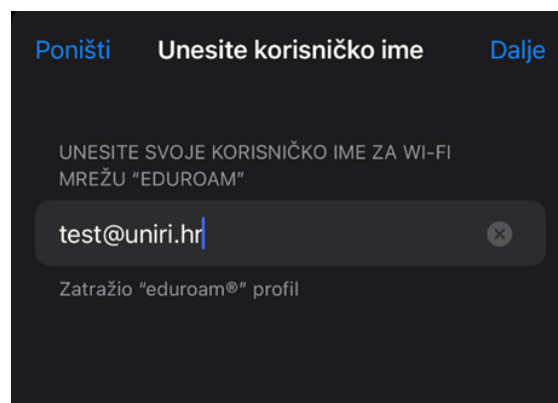 Poništi Unesite korisničko ime Dalje
UNESITE SVOJE KORISNIČKO IME ZA WI-FI
MREŽU “EDUROAM”
test@uniri.hr
Zatražio “eduroam®” profil